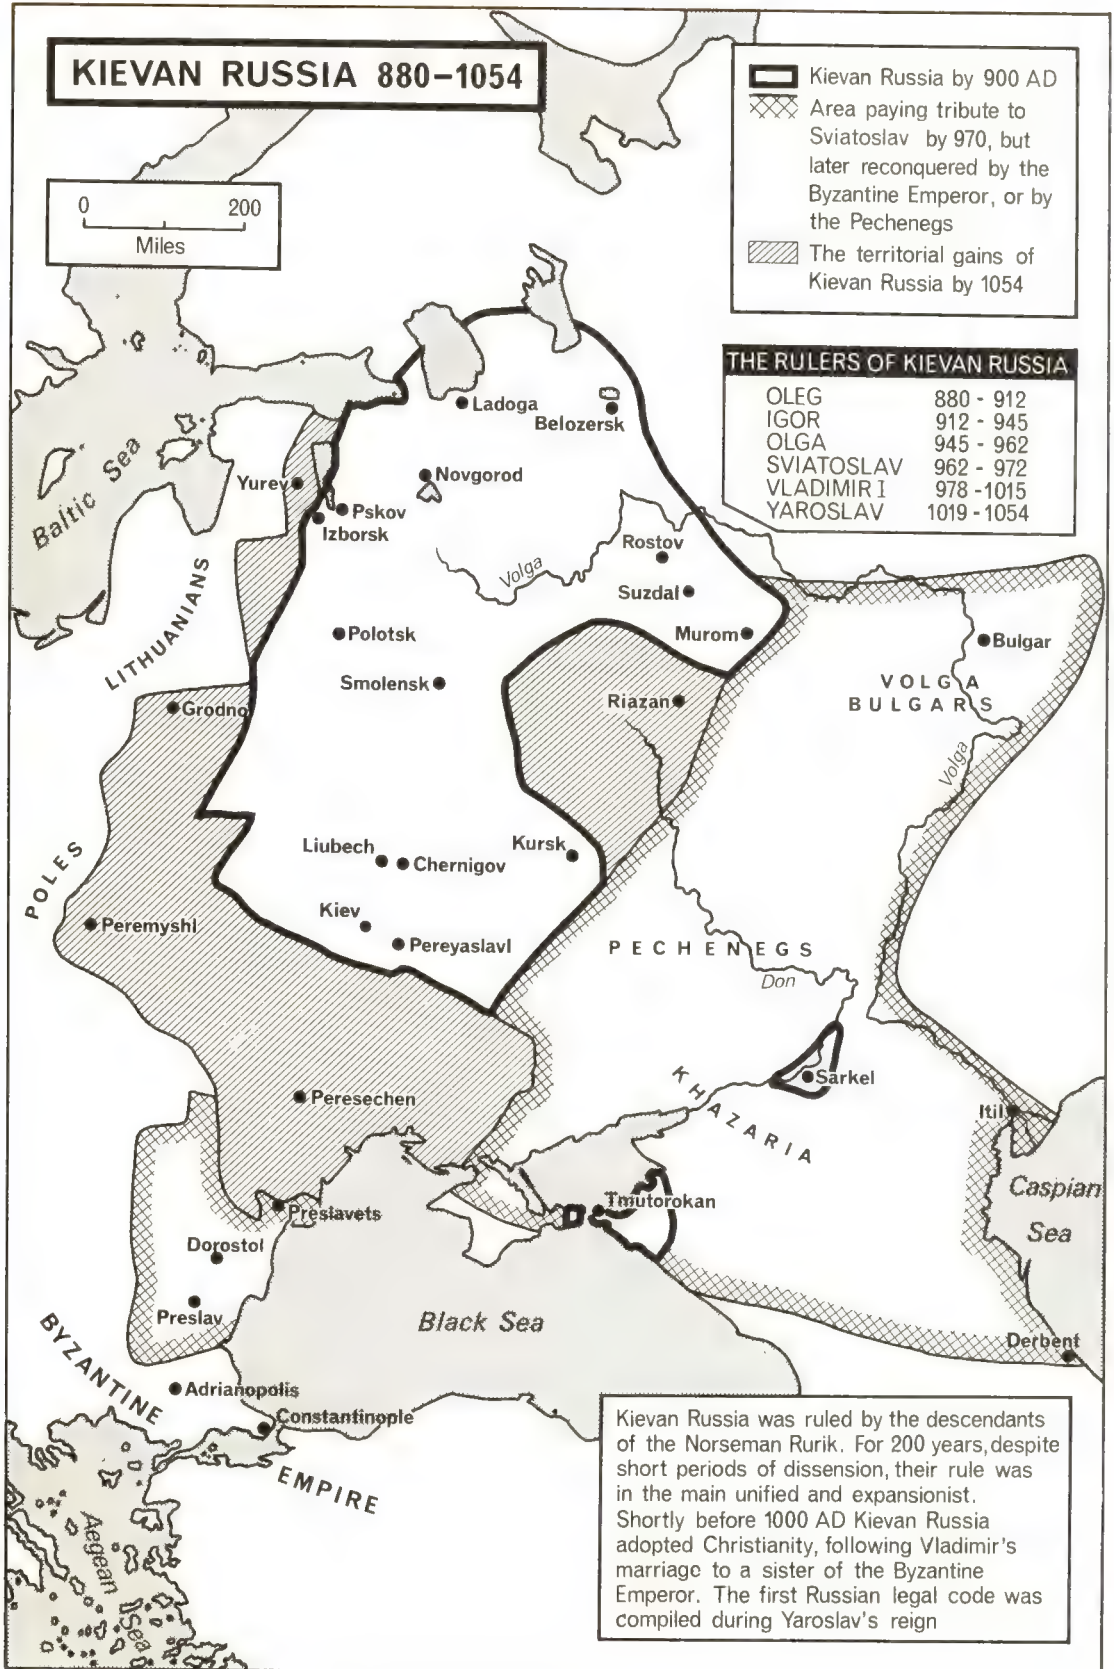 KIEVAN RUSSIA 880–1054
Kievan Russia by 900 AD
Area paying tribute to
Sviatoslav by 970, but
later reconquered by the
Byzantine Emperor, or by
the Pechenegs
The territorial gains of
Kievan Russia by 1054
0 200
Miles
THE RULERS OF KIEVAN RUSSIA
OLEG 880 - 912
IGOR 912 - 945
OLGA 945 - 962
SVIATOSLAV 962 - 972
VLADIMIR I 978 - 1015
YAROSLAV 1019 - 1054
Ladoga
Belozersk
Baltic Sea
Yurev
Novgorod
Pskov
Izborsk
Rostov
Volga
Suzdal
LITHUANIANS
Polotsk
Murom
Bulgar
Smolensk
VOLGA
BULGARS
Grodno
Riazan
Volga
Liubech
Chernigov
Kursk
POLES
Kiev
Peremyshl
Pereyaslavl
PECHENEGS
Don
Sarkel
KHAZARIA
Peresechen
Itil
Caspian
Sea
Tmutorokan
Preslavets
Dorostol
Preslav
Black Sea
Derbent
BYZANTINE
EMPIRE
Adrianopolis
Constantinople
Aegean
Sea
Kievan Russia was ruled by the descendants
of the Norseman Rurik. For 200 years, despite
short periods of dissension, their rule was
in the main unified and expansionist.
Shortly before 1000 AD Kievan Russia
adopted Christianity, following Vladimir's
marriage to a sister of the Byzantine
Emperor. The first Russian legal code was
compiled during Yaroslav's reign